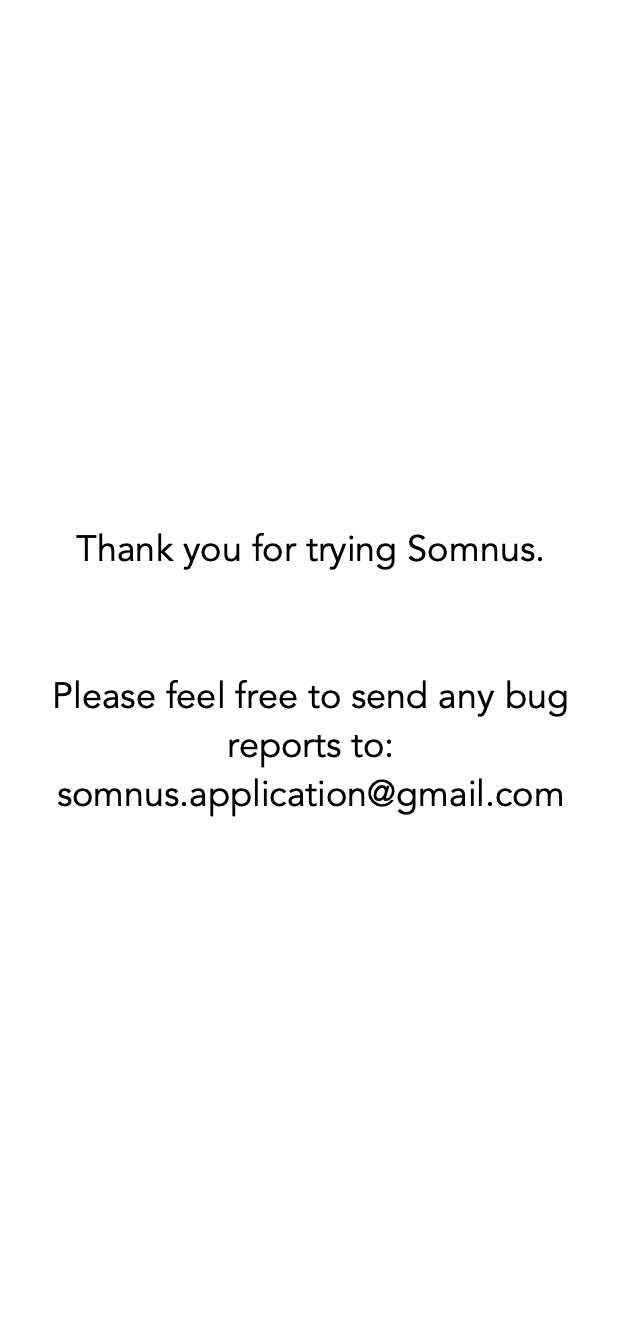 Thank you for trying Somnus.
Please feel free to send any bug
reports to:
somnus.application@gmail.com